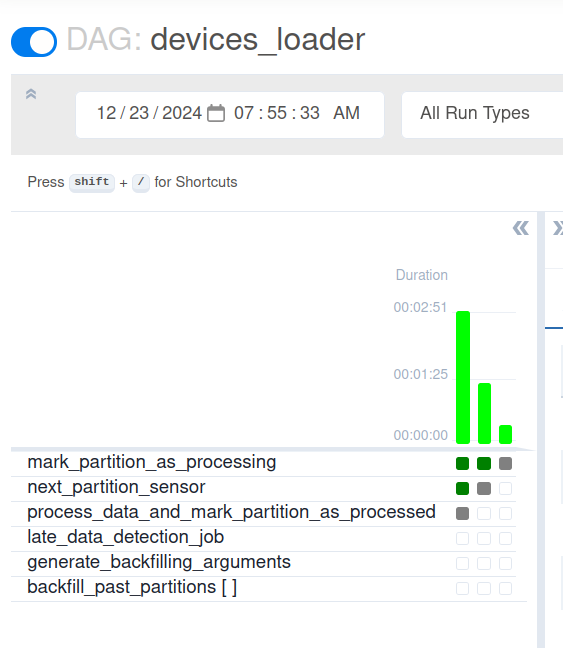 DAG: devices_loader
12 / 23 / 2024 07 : 55 : 33 AM
All Run Types
Press shift + / for Shortcuts
Duration
00:02:51
00:01:25
00:00:00
mark_partition_as_processing
next_partition_sensor
process_data_and_mark_partition_as_processed
late_data_detection_job
generate_backfilling_arguments
backfill_past_partitions [ ]